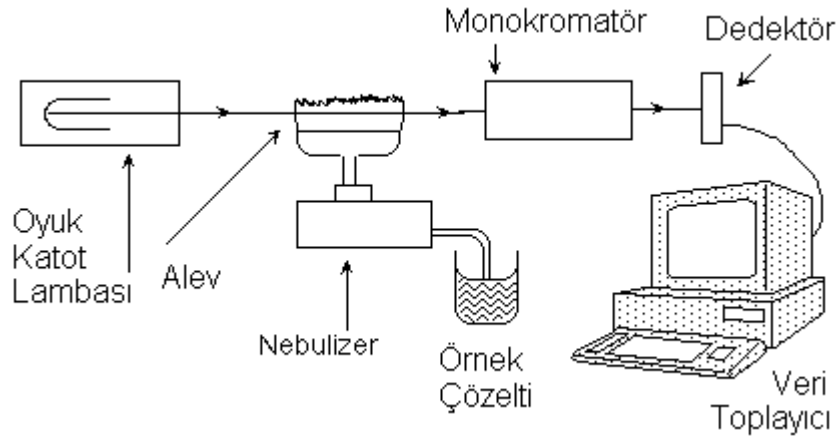 Monokromatör
Dedektör
Oyuk
Katot
Lambası
Alev
Nebulizer
Örnek
Çözelti
Veri
Toplayıcı